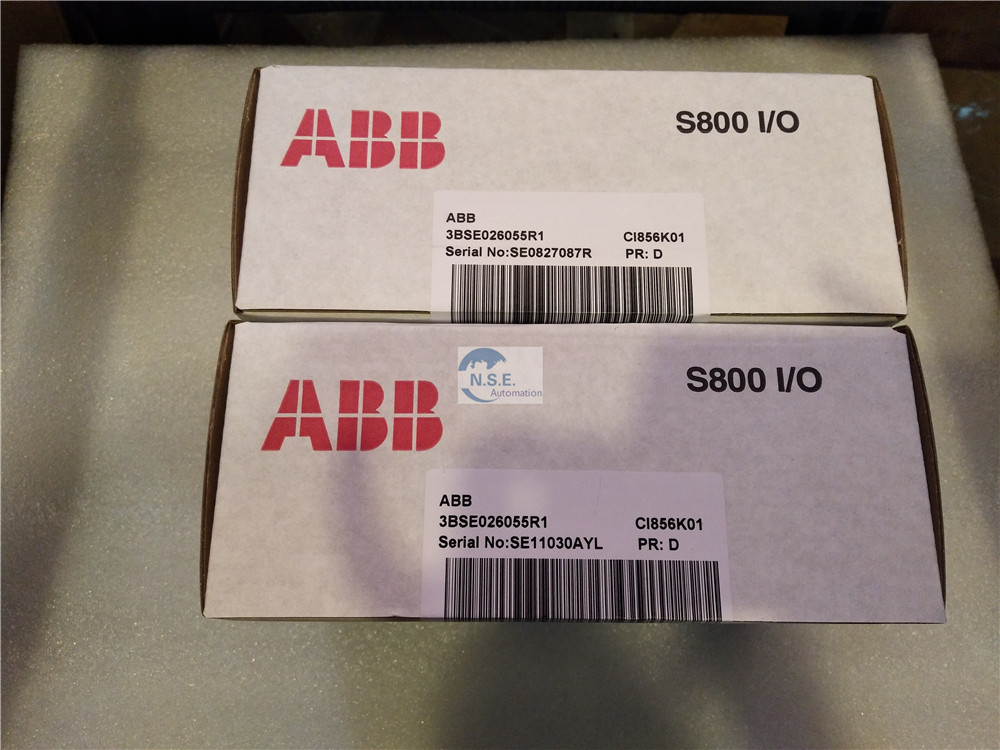 ABB
S800 I/O
ABB
3BSE026055R1 CI856K01
Serial No:SE0827087R PR: D
N.S.E.
Automation
ABB
S800 I/O
ABB
3BSE026055R1 CI856K01
Serial No:SE11030AYL PR: D